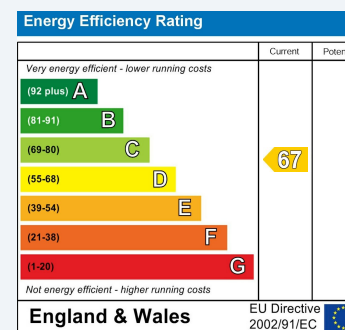 Energy Efficiency Rating
Current Poten
Very energy efficient - lower running costs
(92 plus) A
(81-91) B
(69-80) C
67
(55-68) D
(39-54) E
(21-38) F
(1-20) G
Not energy efficient - higher running costs
England & Wales
EU Directive
2002/91/EC